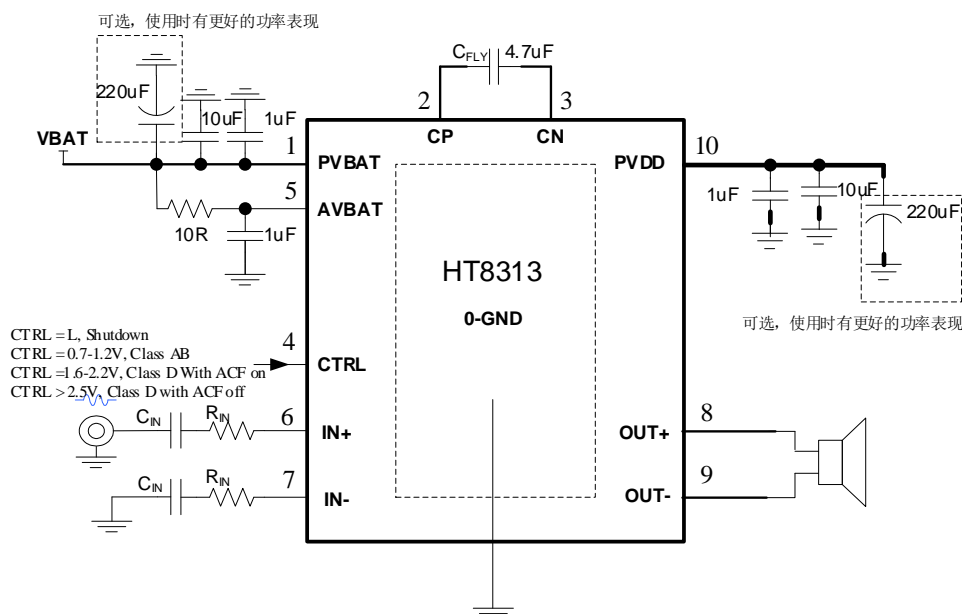 可选，使用时有更好的功率表现
CFLY 4.7uF
220uF
10uF
1uF
2
3
VBAT
1
CP
CN
10
PVBAT
PVDD
5
AVBAT
1uF
10uF
220uF
10R
1uF
HT8313
0-GND
可选，使用时有更好的功率表现
CTRL = L, Shutdown
CTRL = 0.7-1.2V, Class AB
CTRL =1.6-2.2V, Class D With ACF on
CTRL > 2.5V, Class D with ACF off
4
CTRL
CIN
RIN
6
IN+
8
OUT+
CIN
RIN
7
IN-
9
OUT-